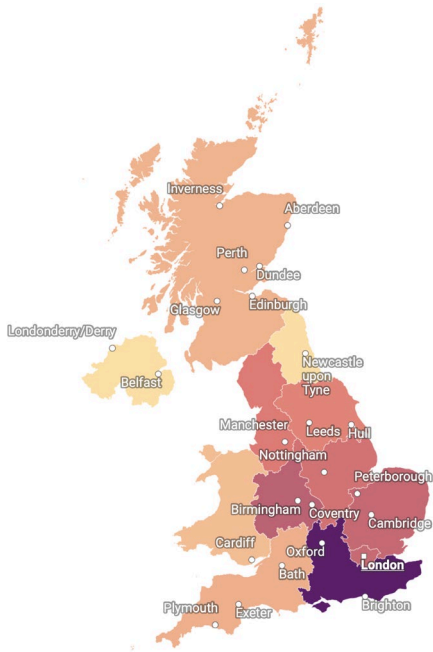 Inverness
Aberdeen
Perth
Dundee
Glasgow
Edinburgh
Londonderry/Derry
Belfast
Newcastle
upon
Tyne
Manchester
Leeds
Hull
Nottingham
Peterborough
Birmingham
Coventry
Cambridge
Cardiff
Oxford
London
Bath
Plymouth
Exeter
Brighton